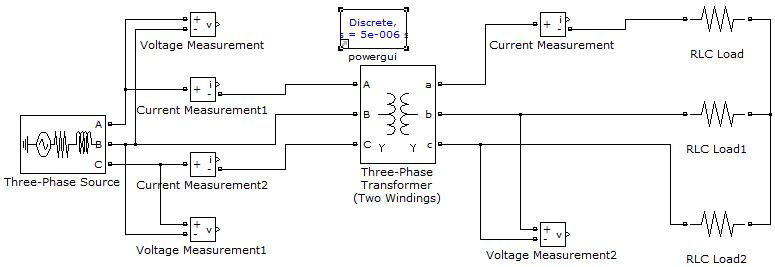 +
- v
Voltage Measurement
Discrete,
s = 5e-006 s
powergui
+ i
-
Current Measurement
RLC Load
+ i
-
Current Measurement1
A
B
C
Three-Phase Source
A a
B b
C c
Y Y
Three-Phase
Transformer
(Two Windings)
RLC Load1
+ i
-
Current Measurement2
+
- v
Voltage Measurement1
+
- v
Voltage Measurement2
RLC Load2